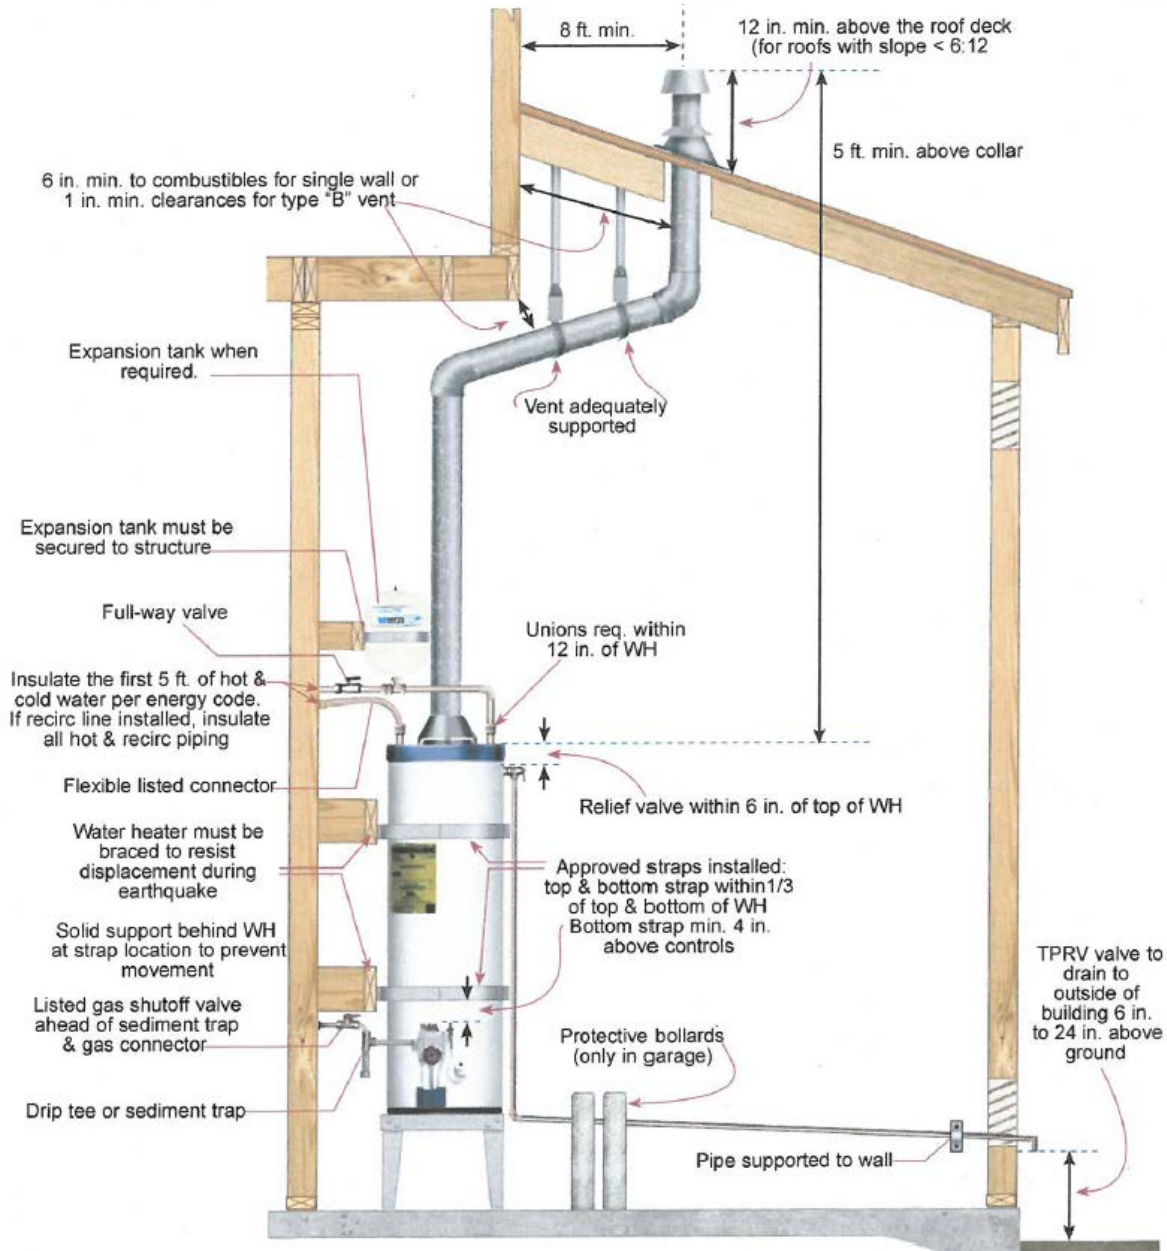 8 ft. min.
12 in. min. above the roof deck
(for roofs with slope < 6:12
5 ft. min. above collar
6 in. min. to combustibles for single wall or
1 in. min. clearances for type "B" vent
Expansion tank when
required.
Vent adequately
supported
Expansion tank must be
secured to structure
Full-way valve
Unions req. within
12 in. of WH
Insulate the first 5 ft. of hot &
cold water per energy code.
If recirc line installed, insulate
all hot & recirc piping
Flexible listed connector
Relief valve within 6 in. of top of WH
Water heater must be
braced to resist
displacement during
earthquake
Approved straps installed:
top & bottom strap within1/3
of top & bottom of WH
Bottom strap min. 4 in.
above controls
Solid support behind WH
at strap location to prevent
movement
TPRV valve to
drain to
outside of
building 6 in.
to 24 in. above
ground
Listed gas shutoff valve
ahead of sediment trap
& gas connector
Protective bollards
(only in garage)
Drip tee or sediment trap
Pipe supported to wall